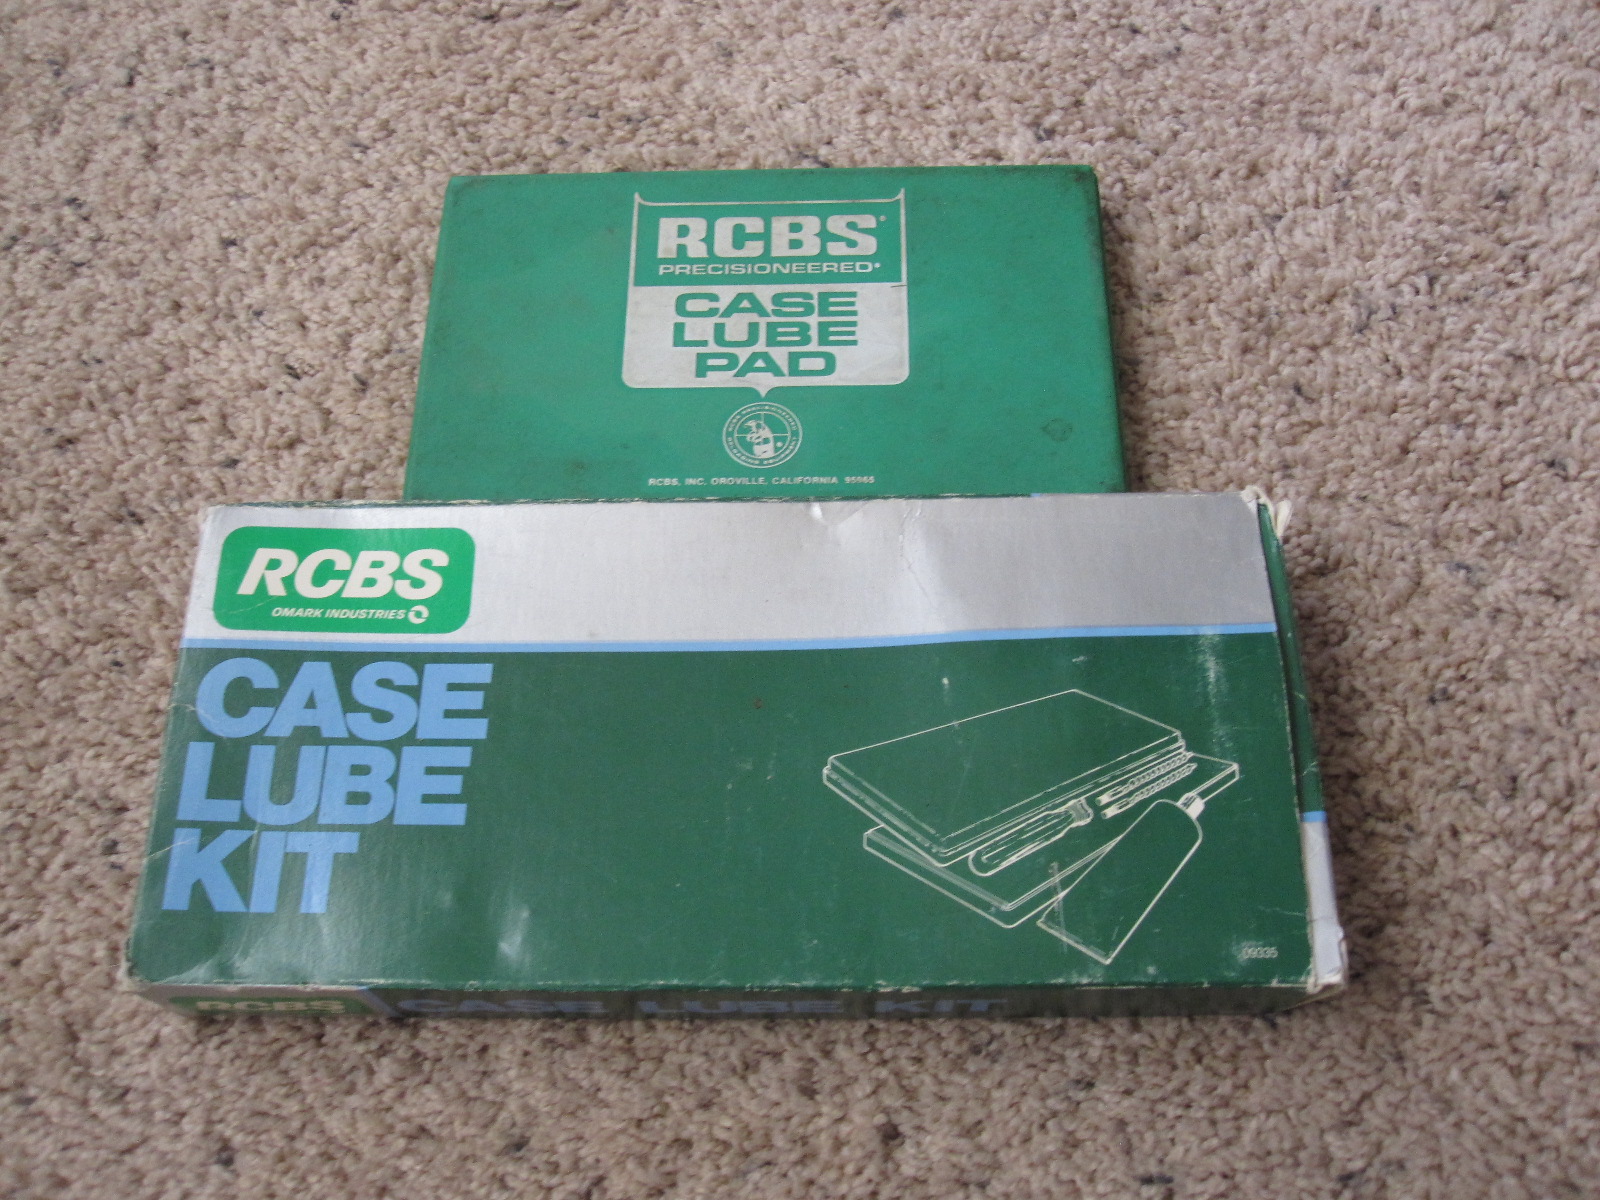 RCBS®
PRECISIONEERED®
CASE
LUBE
PAD
RCBS, INC. OROVILLE, CALIFORNIA 95965
RCBS
OMARK INDUSTRIES
CASE
LUBE
KIT
09335
RCBS CASE LUBE KIT